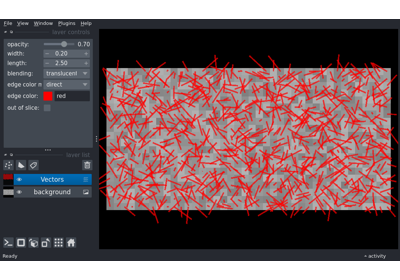 File View Window Plugins Help
layer controls
opacity: 0.70
width: 0.20
length: 2.50
blending: translucent
edge color m direct
edge color: red
out of slice:
layer list
Vectors
background
Ready
activity